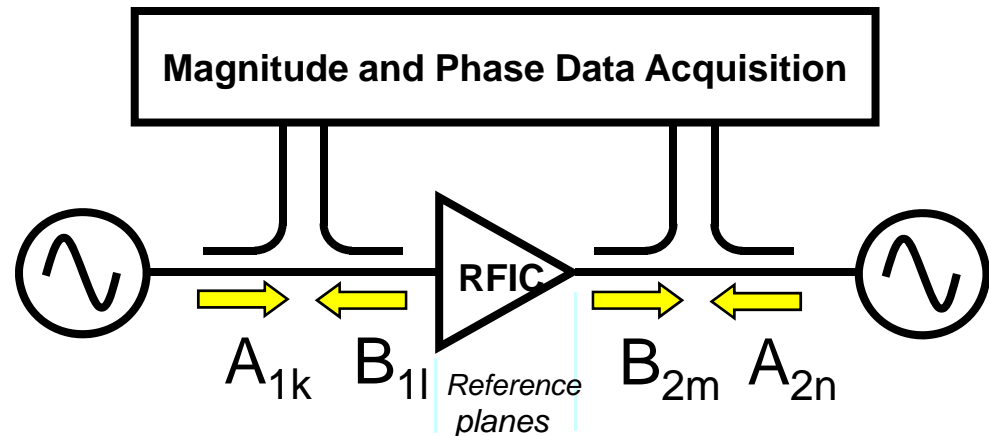 Magnitude and Phase Data Acquisition
RFIC
A1k
B1l
Reference
planes
B2m
A2n